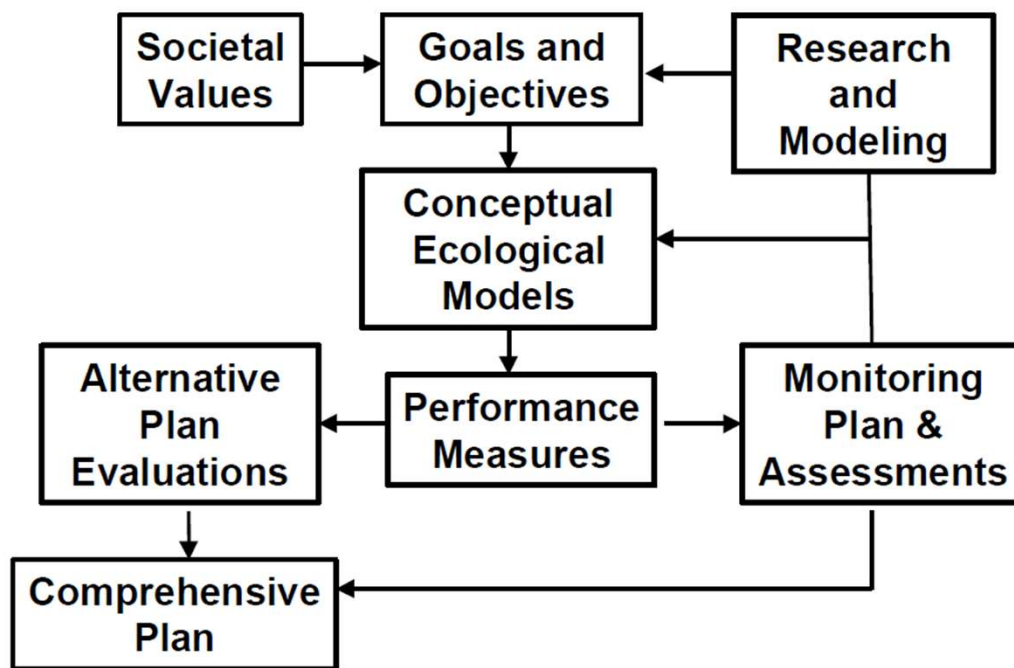 Societal
Values
Goals and
Objectives
Research
and
Modeling
Conceptual
Ecological
Models
Alternative
Plan
Evaluations
Performance
Measures
Monitoring
Plan &
Assessments
Comprehensive
Plan